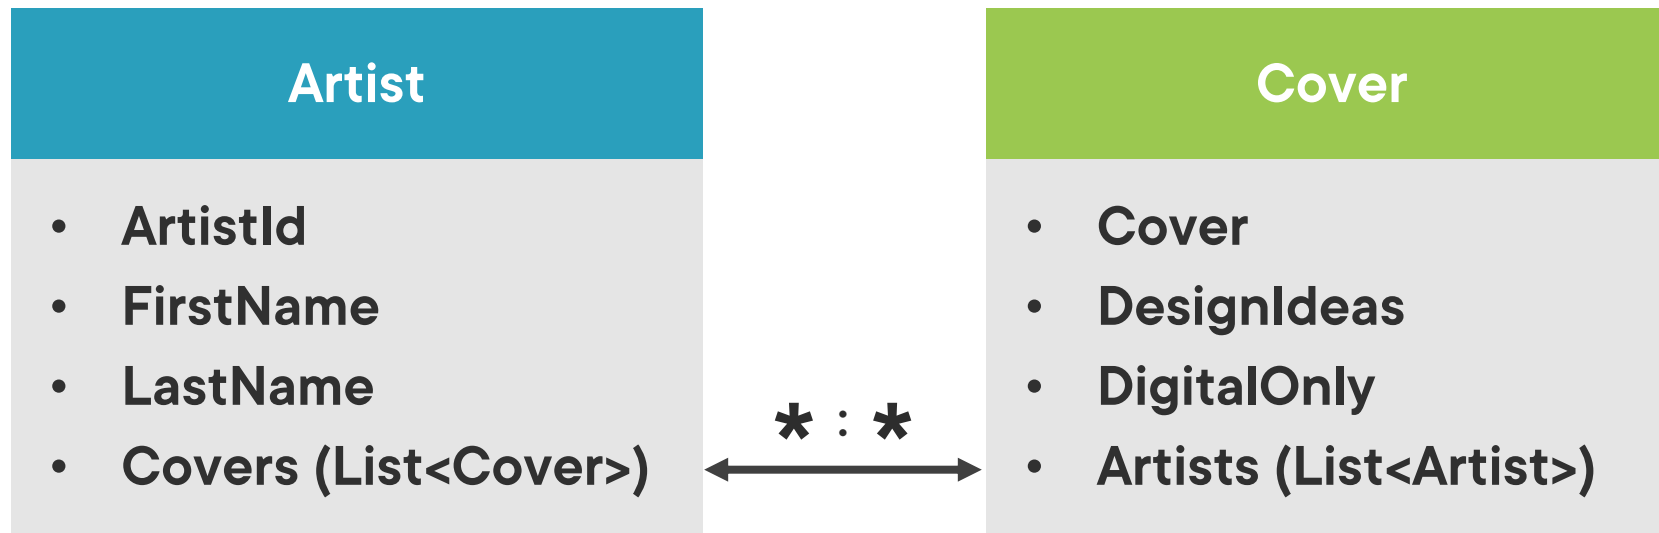 Artist
• ArtistId
• FirstName
• LastName
• Covers (List<Cover>)
* : *
Cover
• Cover
• DesignIdeas
• DigitalOnly
• Artists (List<Artist>)